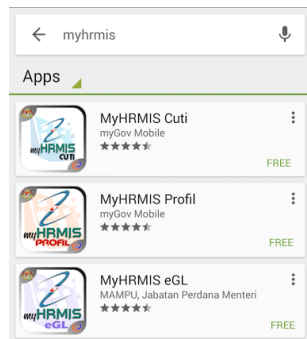 myhrmis
Apps
myHRMIS
CUTI
MyHRMIS Cuti
myGov Mobile
FREE
myHRMIS
PROFIL
MyHRMIS Profil
myGov Mobile
FREE
myHRMIS
eGL
MyHRMIS eGL
MAMPU, Jabatan Perdana Menteri
FREE